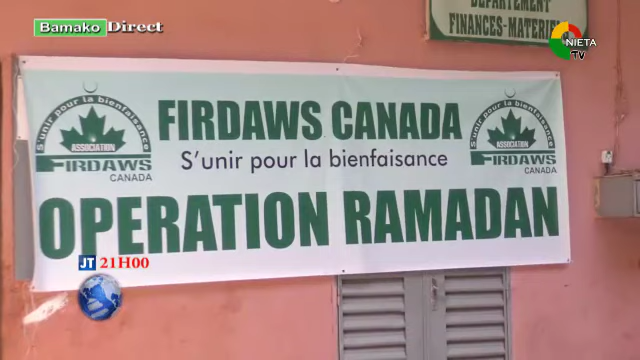 Bamako Direct
DEPARTEMENT
FINANCES-MATERIEL
NIETA
TV
S'unir pour la bienfaisance
ASSOCIATION
FIRDAWS
CANADA
FIRDAWS CANADA
S'unir pour la bienfaisance
S'unir pour la bienfaisance
ASSOCIATION
FIRDAWS
CANADA
OPERATION RAMADAN
JT 21H00